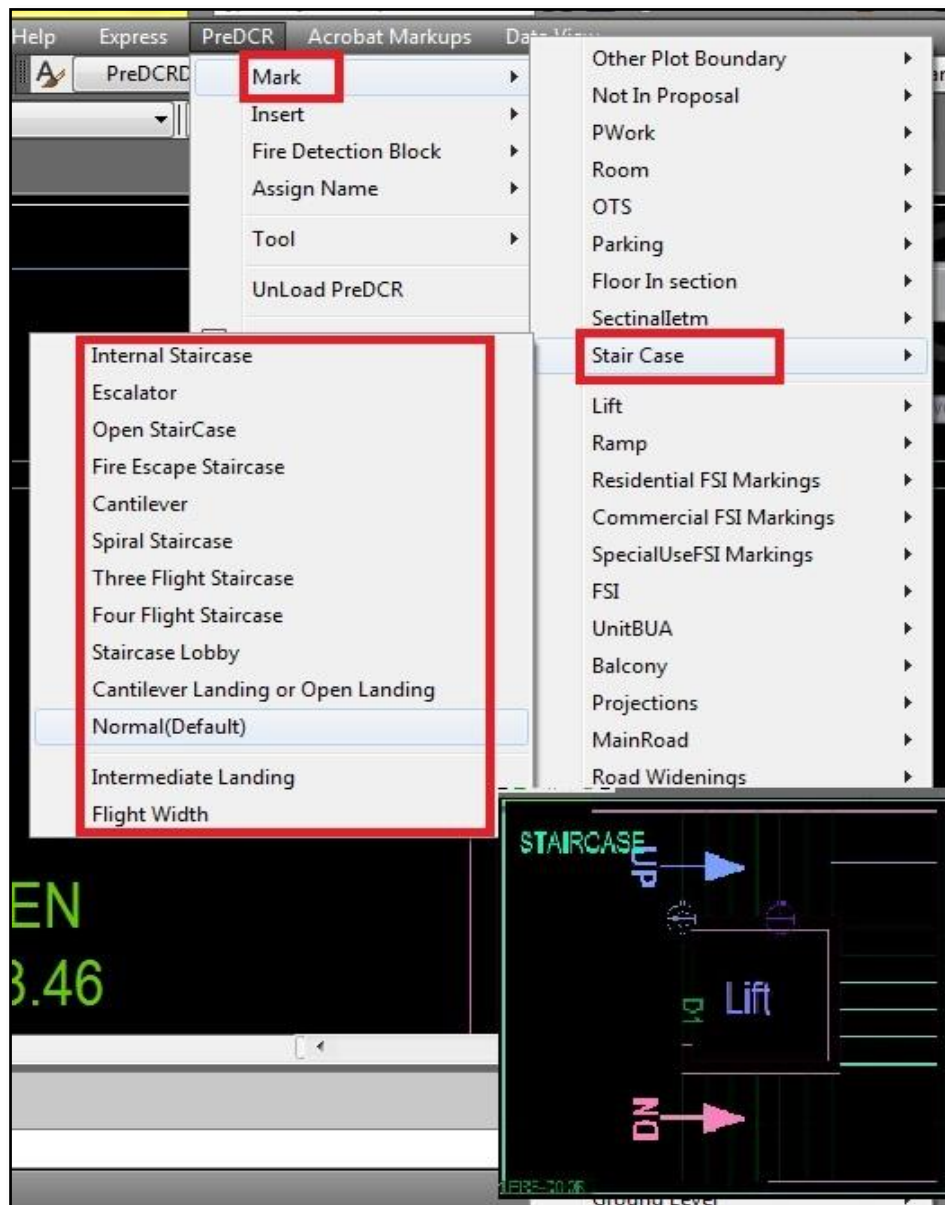 Help Express PreDCR Acrobat Markups
PreDCRD
Mark
Insert
Fire Detection Block
Assign Name
Tool
UnLoad PreDCR
Other Plot Boundary
Not In Proposal
PWork
Room
OTS
Parking
Floor In section
SectinalIetm
Stair Case
Lift
Ramp
Residential FSI Markings
Commercial FSI Markings
SpecialUseFSI Markings
FSI
UnitBUA
Balcony
Projections
MainRoad
Road Widenings
Internal Staircase
Escalator
Open StairCase
Fire Escape Staircase
Cantilever
Spiral Staircase
Three Flight Staircase
Four Flight Staircase
Staircase Lobby
Cantilever Landing or Open Landing
Normal(Default)
Intermediate Landing
Flight Width
EN
3.46
STAIRCASE
UP
Lift
D1
DN
Ground Level